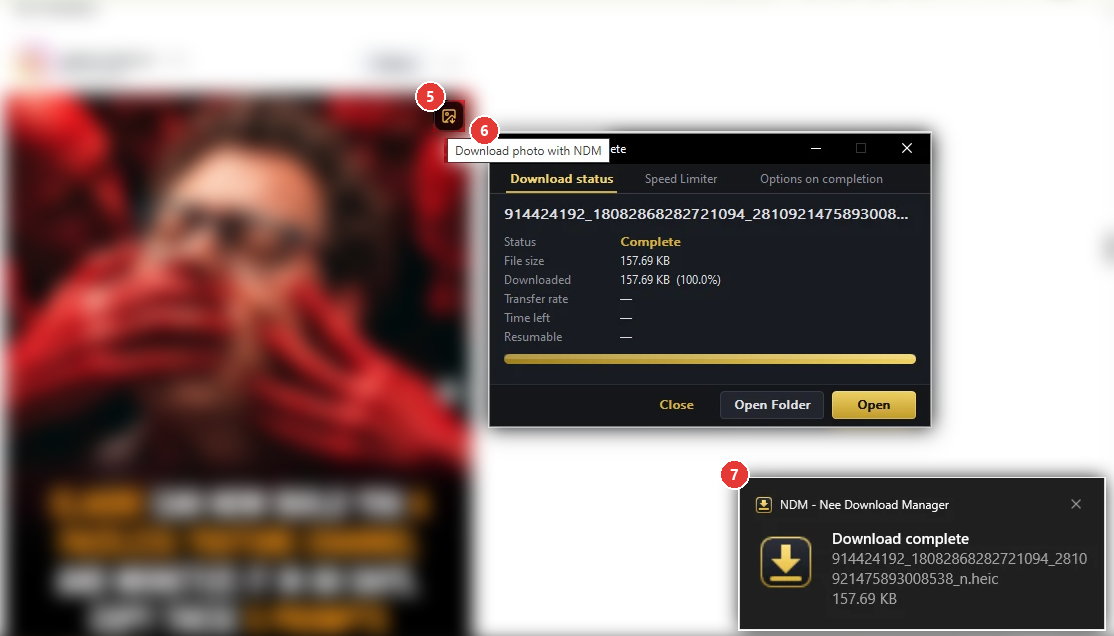 5
6
Download photo with NDM
ete
Download status
Speed Limiter
Options on completion
914424192_18082868282721094_2810921475893008...
Status
Complete
File size
157.69 KB
Downloaded
157.69 KB (100.0%)
Transfer rate
—
Time left
—
Resumable
—
Close
Open Folder
Open
7
NDM - Nee Download Manager
Download complete
914424192_18082868282721094_2810
921475893008538_n.heic
157.69 KB